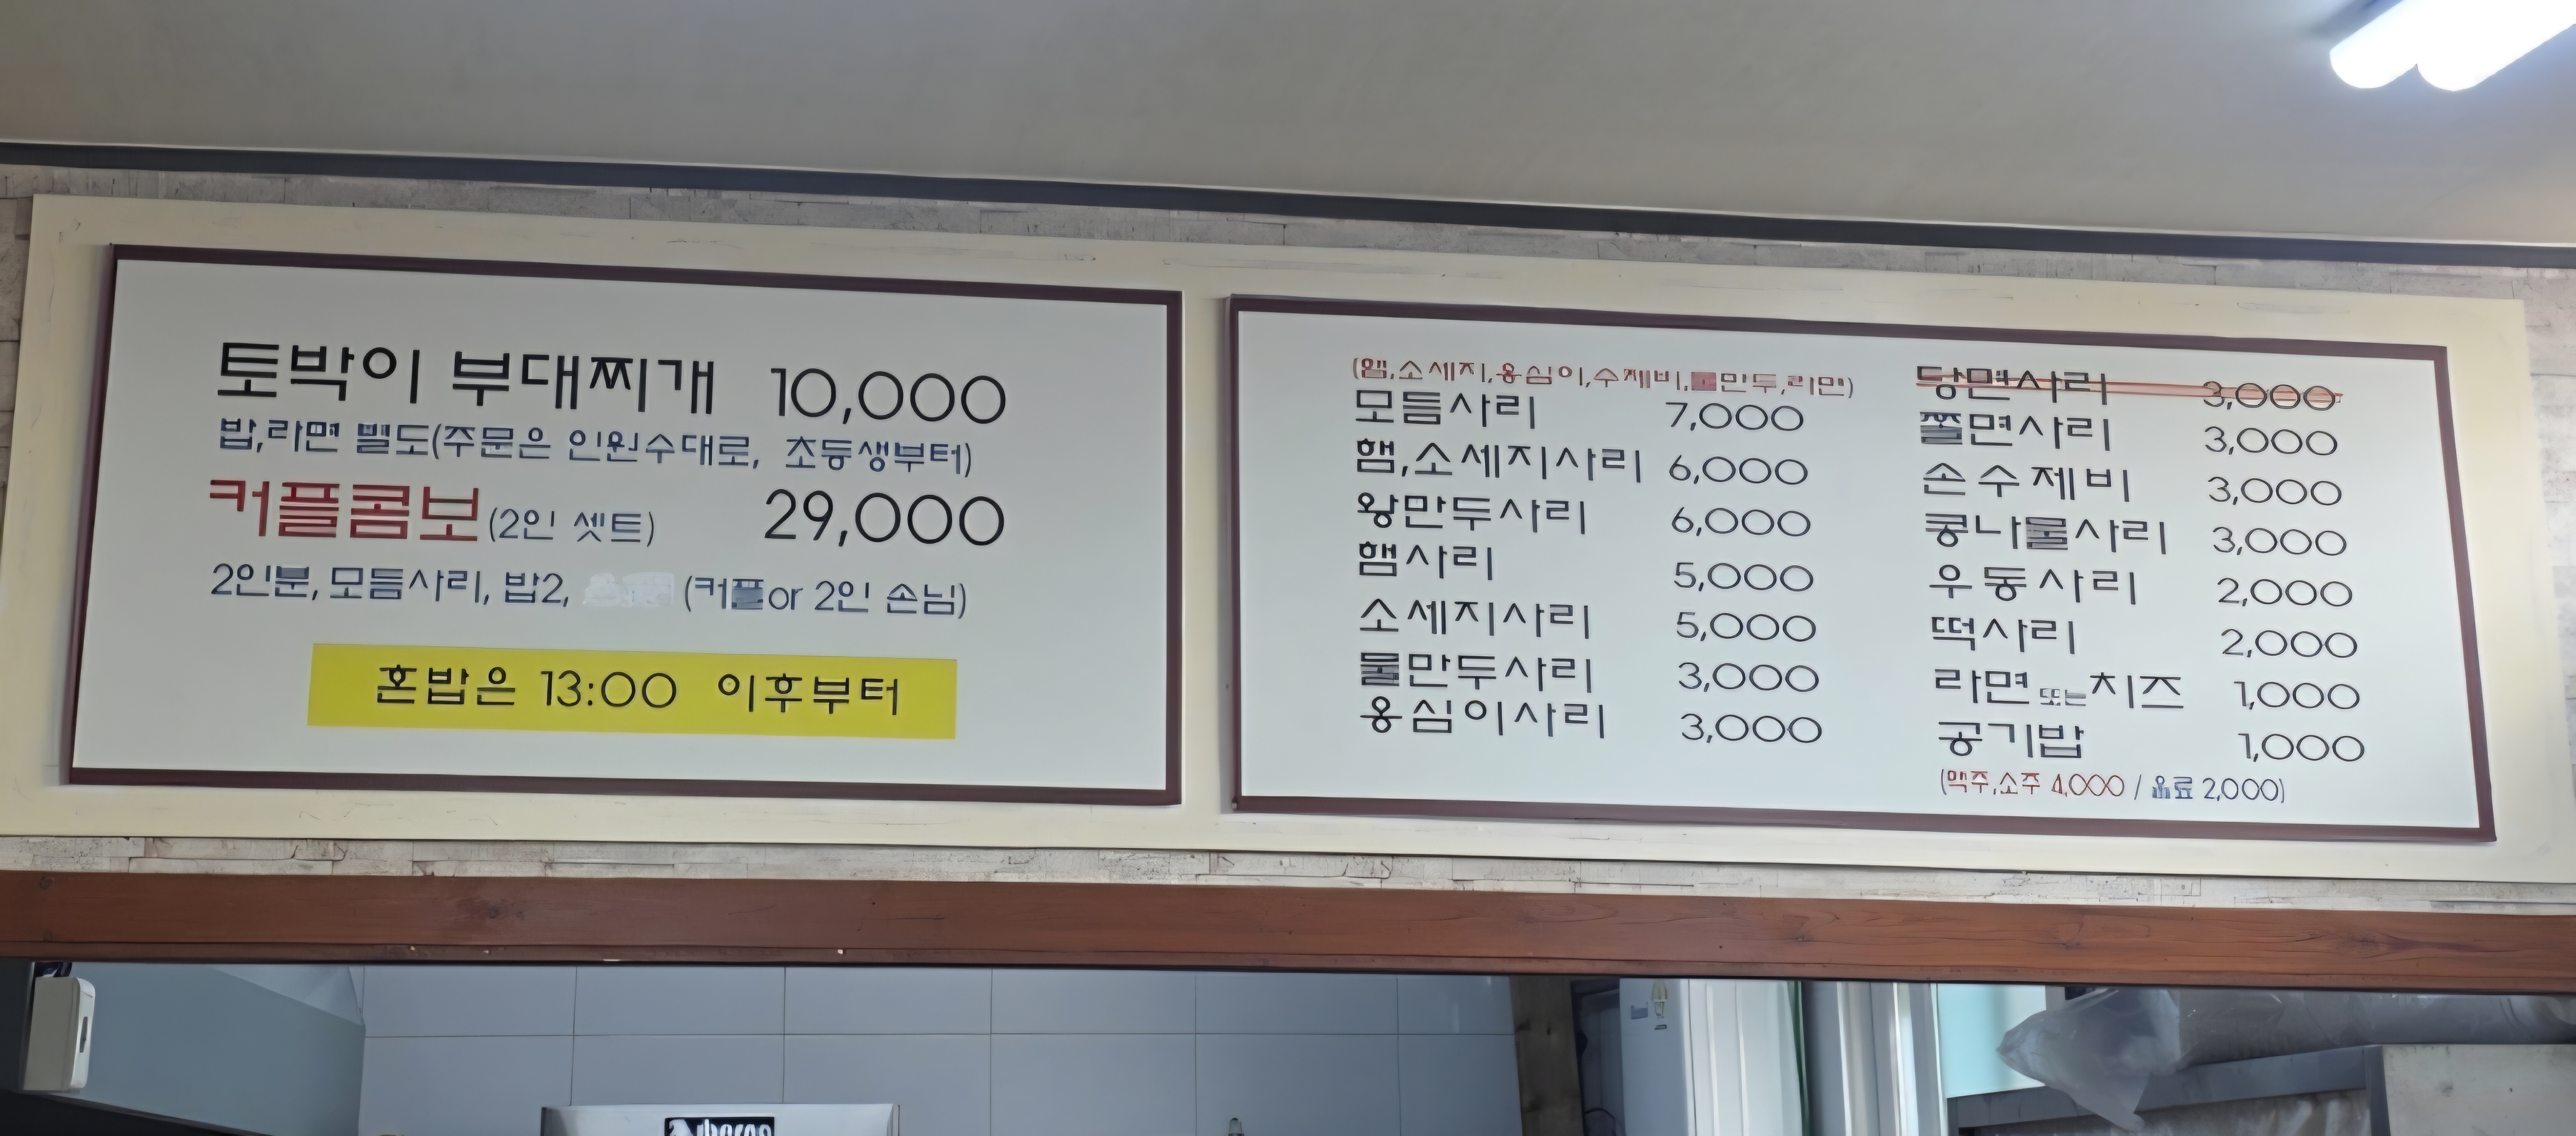 토박이 부대찌개 10,000
밥,라면 별도(주문은 인원수대로, 초등생부터)
커플콤보(2인 셋트) 29,000
2인분, 모듬사리, 밥2, (커플or 2인 손님)
혼밥은 13:00 이후부터
(햄,소세지,옹심이,수제비,물만두,라면)
모듬사리 7,000
햄,소세지사리 6,000
왕만두사리 6,000
햄사리 5,000
소세지사리 5,000
물만두사리 3,000
옹심이사리 3,000
당면사리 3,000
쫄면사리 3,000
손수제비 3,000
콩나물사리 3,000
우동사리 2,000
떡사리 2,000
라면 또는 치즈 1,000
공기밥 1,000
(맥주,소주 4,000 / 음료 2,000)